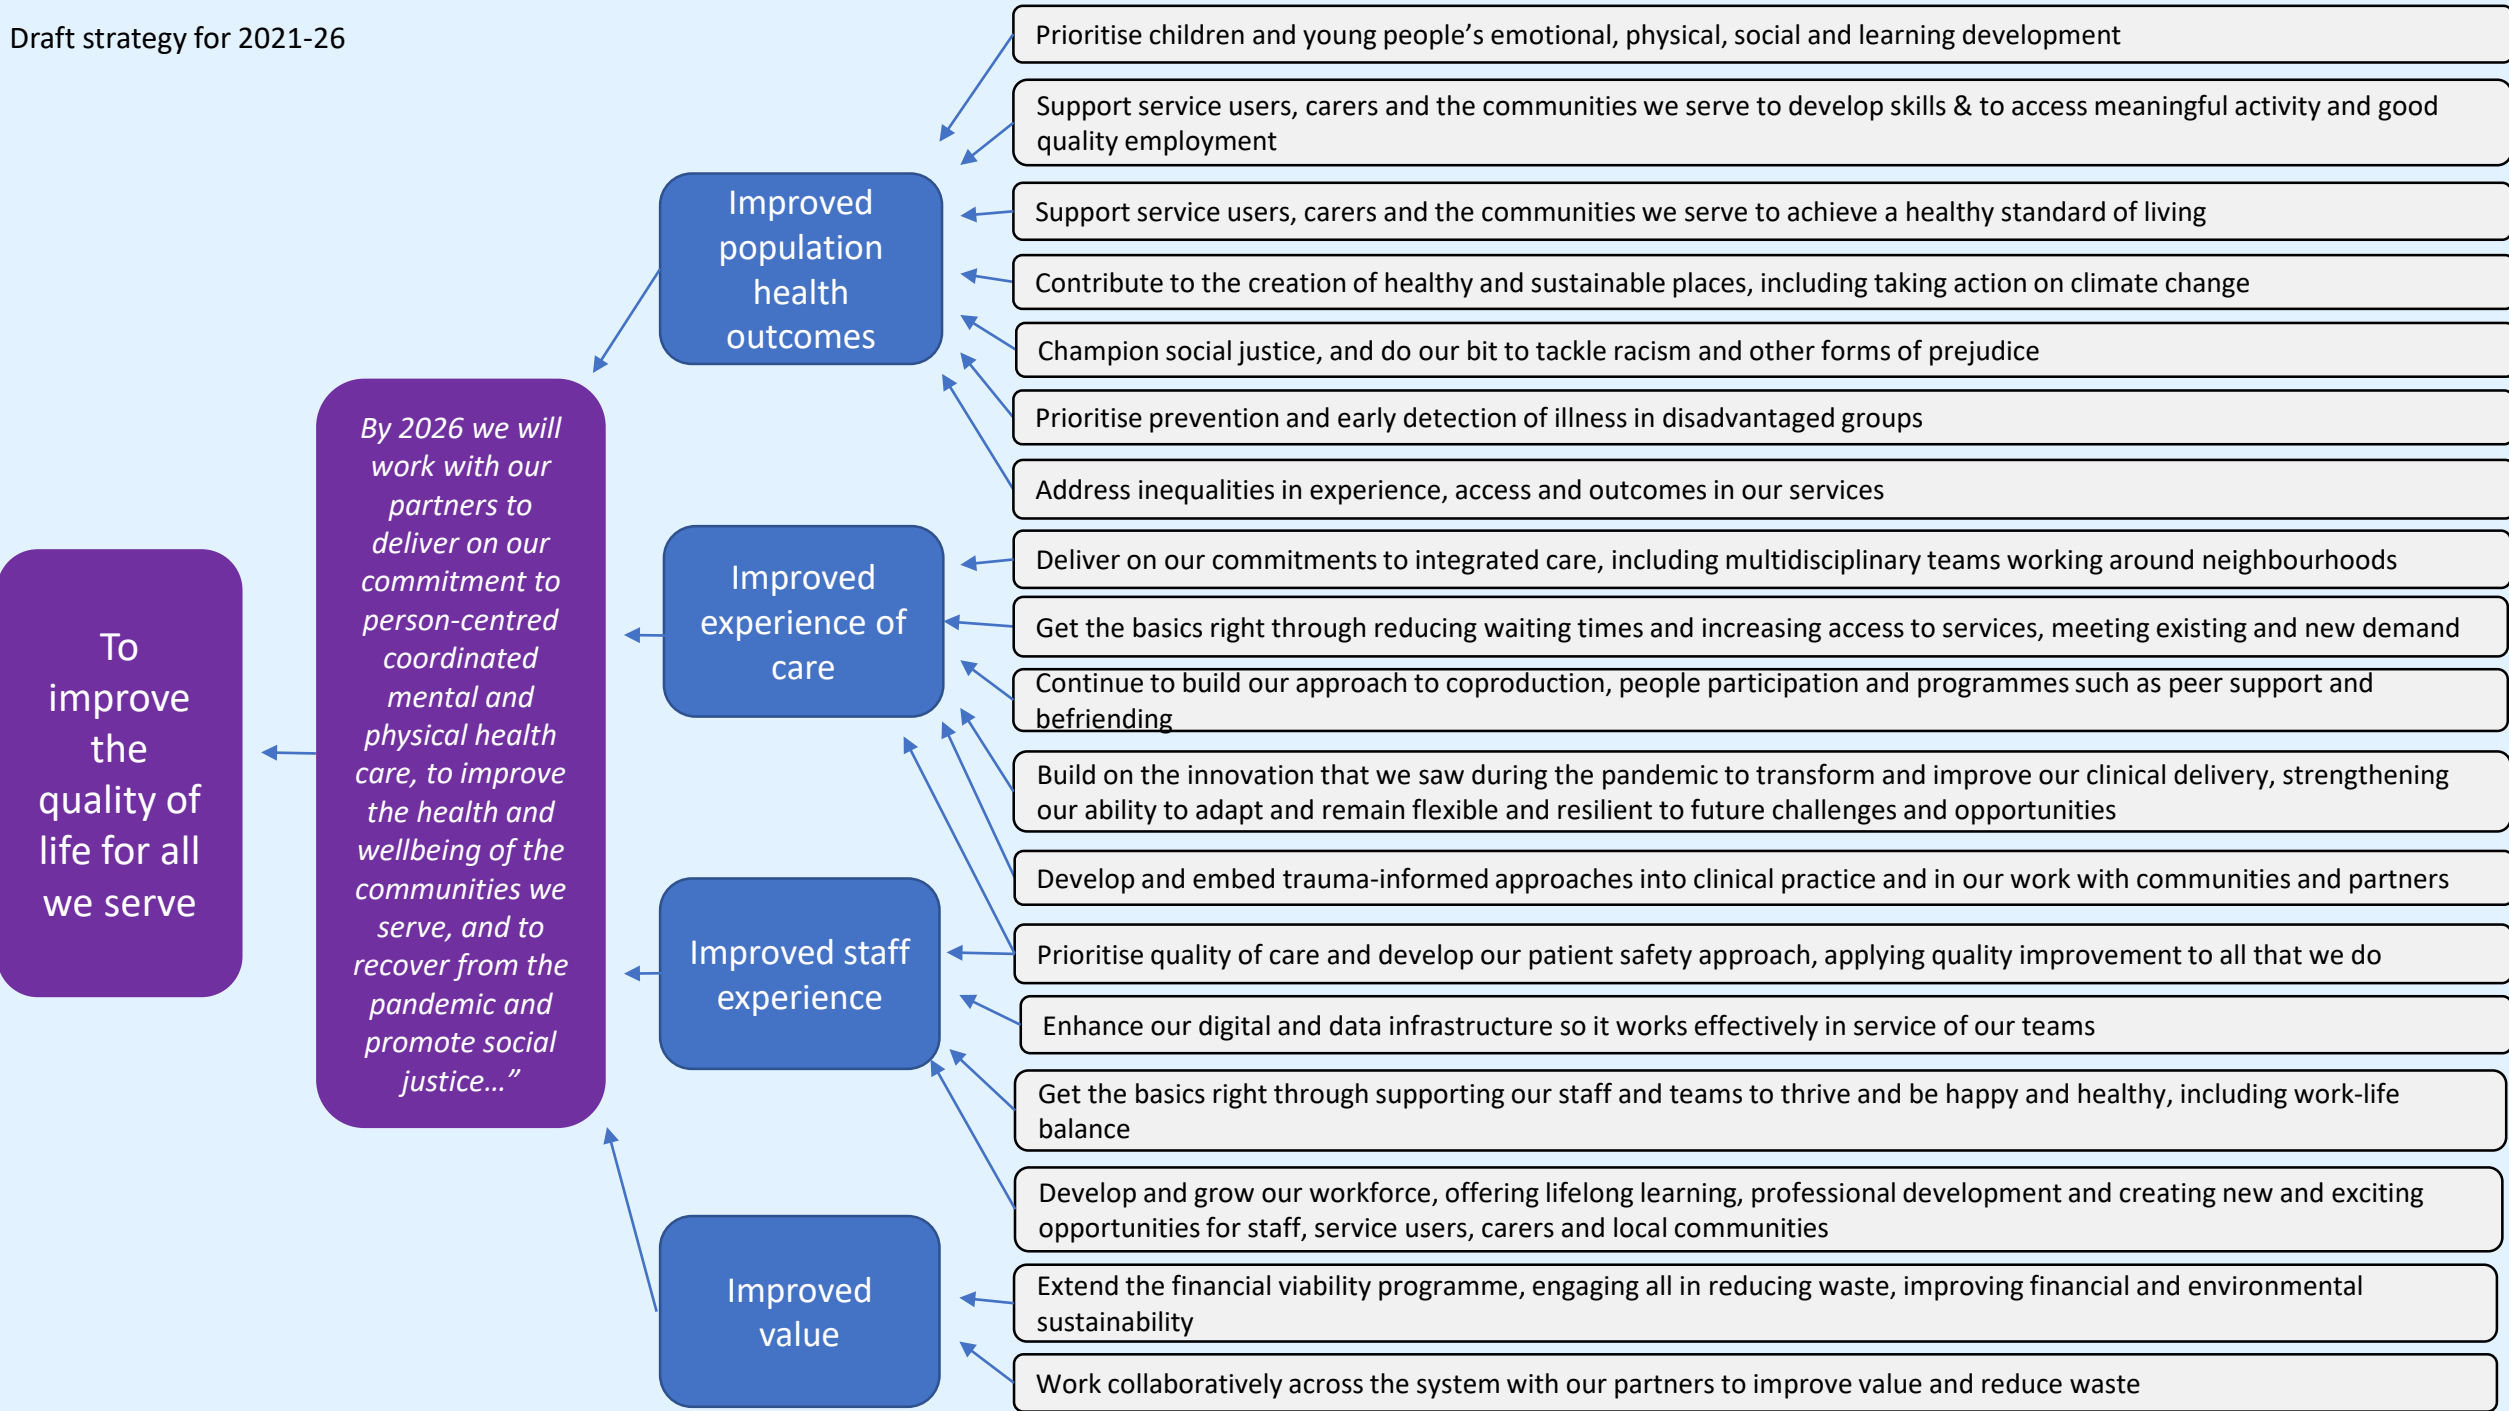 Draft strategy for 2021-26
To
improve
the
quality of
life for all
we serve
By 2026 we will
work with our
partners to
deliver on our
commitment to
person-centred
coordinated
mental and
physical health
care, to improve
the health and
wellbeing of the
communities we
serve, and to
recover from the
pandemic and
promote social
justice…”
Improved
population
health
outcomes
Improved
experience of
care
Improved staff
experience
Improved
value
Prioritise children and young people’s emotional, physical, social and learning development
Support service users, carers and the communities we serve to develop skills & to access meaningful activity and good
quality employment
Support service users, carers and the communities we serve to achieve a healthy standard of living
Contribute to the creation of healthy and sustainable places, including taking action on climate change
Champion social justice, and do our bit to tackle racism and other forms of prejudice
Prioritise prevention and early detection of illness in disadvantaged groups
Address inequalities in experience, access and outcomes in our services
Deliver on our commitments to integrated care, including multidisciplinary teams working around neighbourhoods
Get the basics right through reducing waiting times and increasing access to services, meeting existing and new demand
Continue to build our approach to coproduction, people participation and programmes such as peer support and
befriending
Build on the innovation that we saw during the pandemic to transform and improve our clinical delivery, strengthening
our ability to adapt and remain flexible and resilient to future challenges and opportunities
Develop and embed trauma-informed approaches into clinical practice and in our work with communities and partners
Prioritise quality of care and develop our patient safety approach, applying quality improvement to all that we do
Enhance our digital and data infrastructure so it works effectively in service of our teams
Get the basics right through supporting our staff and teams to thrive and be happy and healthy, including work-life
balance
Develop and grow our workforce, offering lifelong learning, professional development and creating new and exciting
opportunities for staff, service users, carers and local communities
Extend the financial viability programme, engaging all in reducing waste, improving financial and environmental
sustainability
Work collaboratively across the system with our partners to improve value and reduce waste